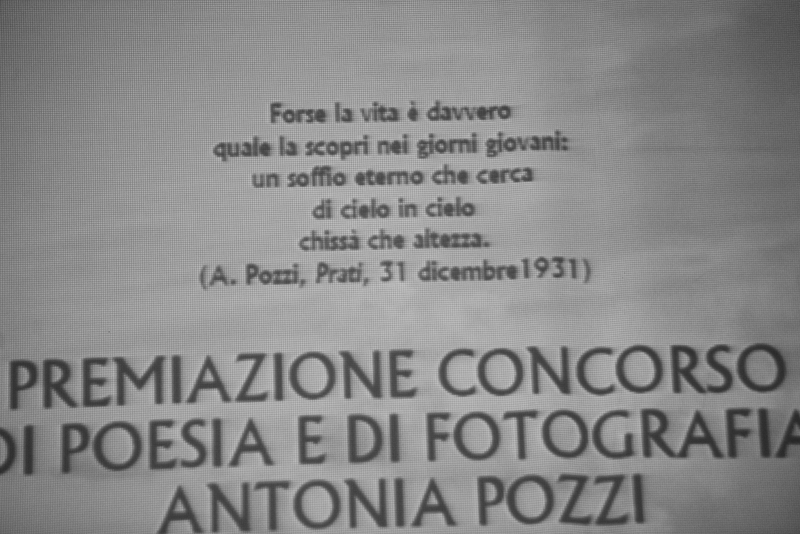 Forse la vita è davvero
quale la scopri nei giorni giovani:
un soffio eterno che cerca
di cielo in cielo
chissà che altezza.
(A. Pozzi, Prati, 31 dicembre1931)
PREMIAZIONE CONCORSO
DI POESIA E DI FOTOGRAFIA
ANTONIA POZZI